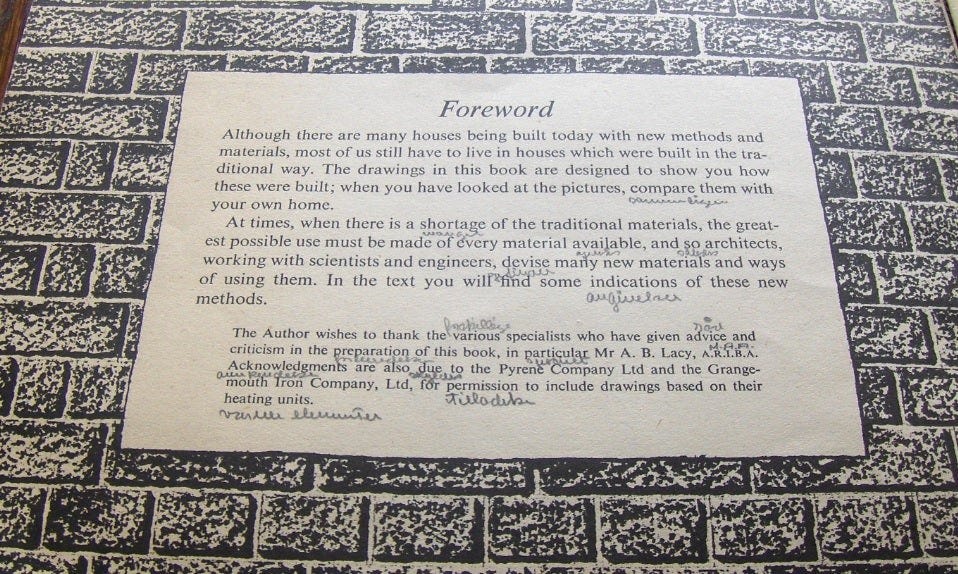 Foreword
Although there are many houses being built today with new methods and
materials, most of us still have to live in houses which were built in the tra-
ditional way. The drawings in this book are designed to show you how
these were built; when you have looked at the pictures, compare them with
your own home.
At times, when there is a shortage of the traditional materials, the great-
est possible use must be made of every material available, and so architects,
working with scientists and engineers, devise many new materials and ways
of using them. In the text you will find some indications of these new
methods.
angivelser
forskellige
råd
The Author wishes to thank the various specialists who have given advice and
M.A.A.
criticism in the preparation of this book, in particular Mr A. B. Lacy, A.R.I.B.A.
Acknowledgments are also due to the Pyrene Company Ltd and the Grange-
mouth Iron Company, Ltd, for permission to include drawings based on their
heating units.
tilladelse
varme elementer